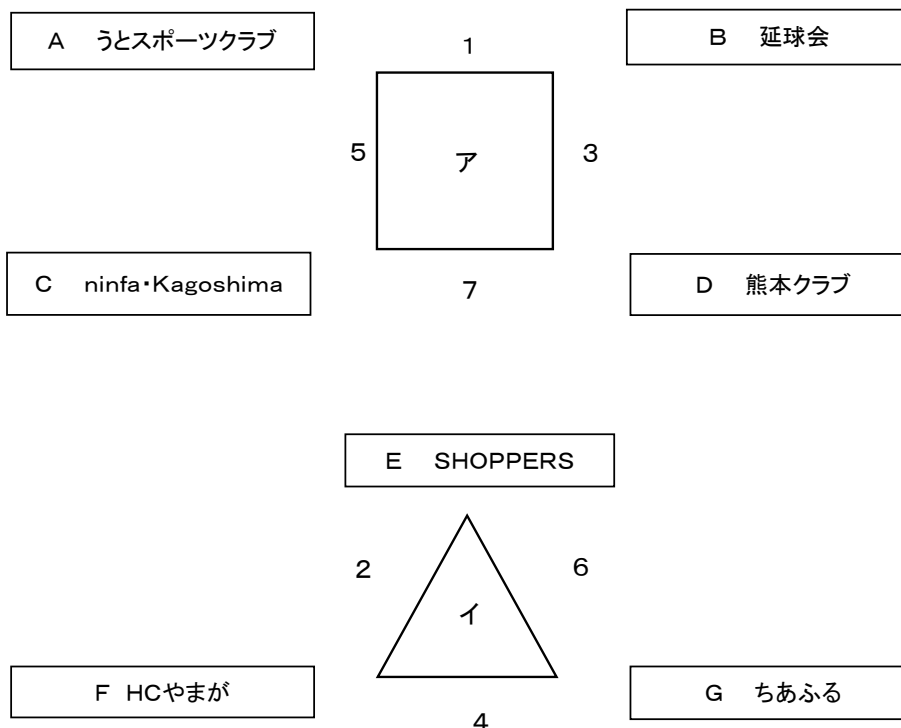 A うとスポーツクラブ
1
B 延球会
5
ア
3
C ninfa・Kagoshima
7
D 熊本クラブ
E SHOPPERS
2
6
イ
F HCやまが
4
G ちあふる